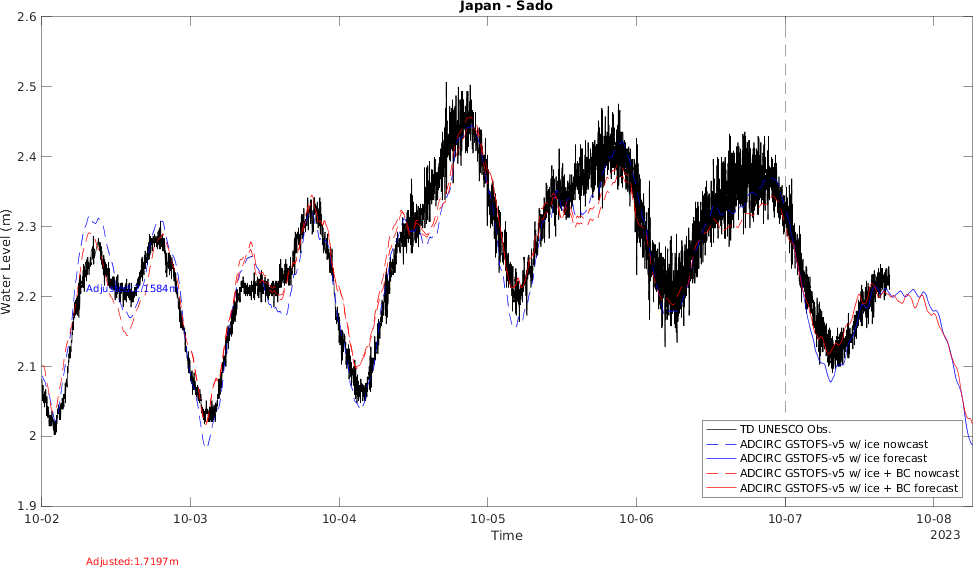 Japan - Sado
2.6
2.5
2.4
2.3
2.2
2.1
2
1.9
Water Level (m)
Adjusted:2.1584m
TD UNESCO Obs.
ADCIRC GSTOFS-v5 w/ ice nowcast
ADCIRC GSTOFS-v5 w/ ice forecast
ADCIRC GSTOFS-v5 w/ ice + BC nowcast
ADCIRC GSTOFS-v5 w/ ice + BC forecast
10-02 10-03 10-04 10-05 10-06 10-07 10-08
2023
Time
Adjusted:1.7197m